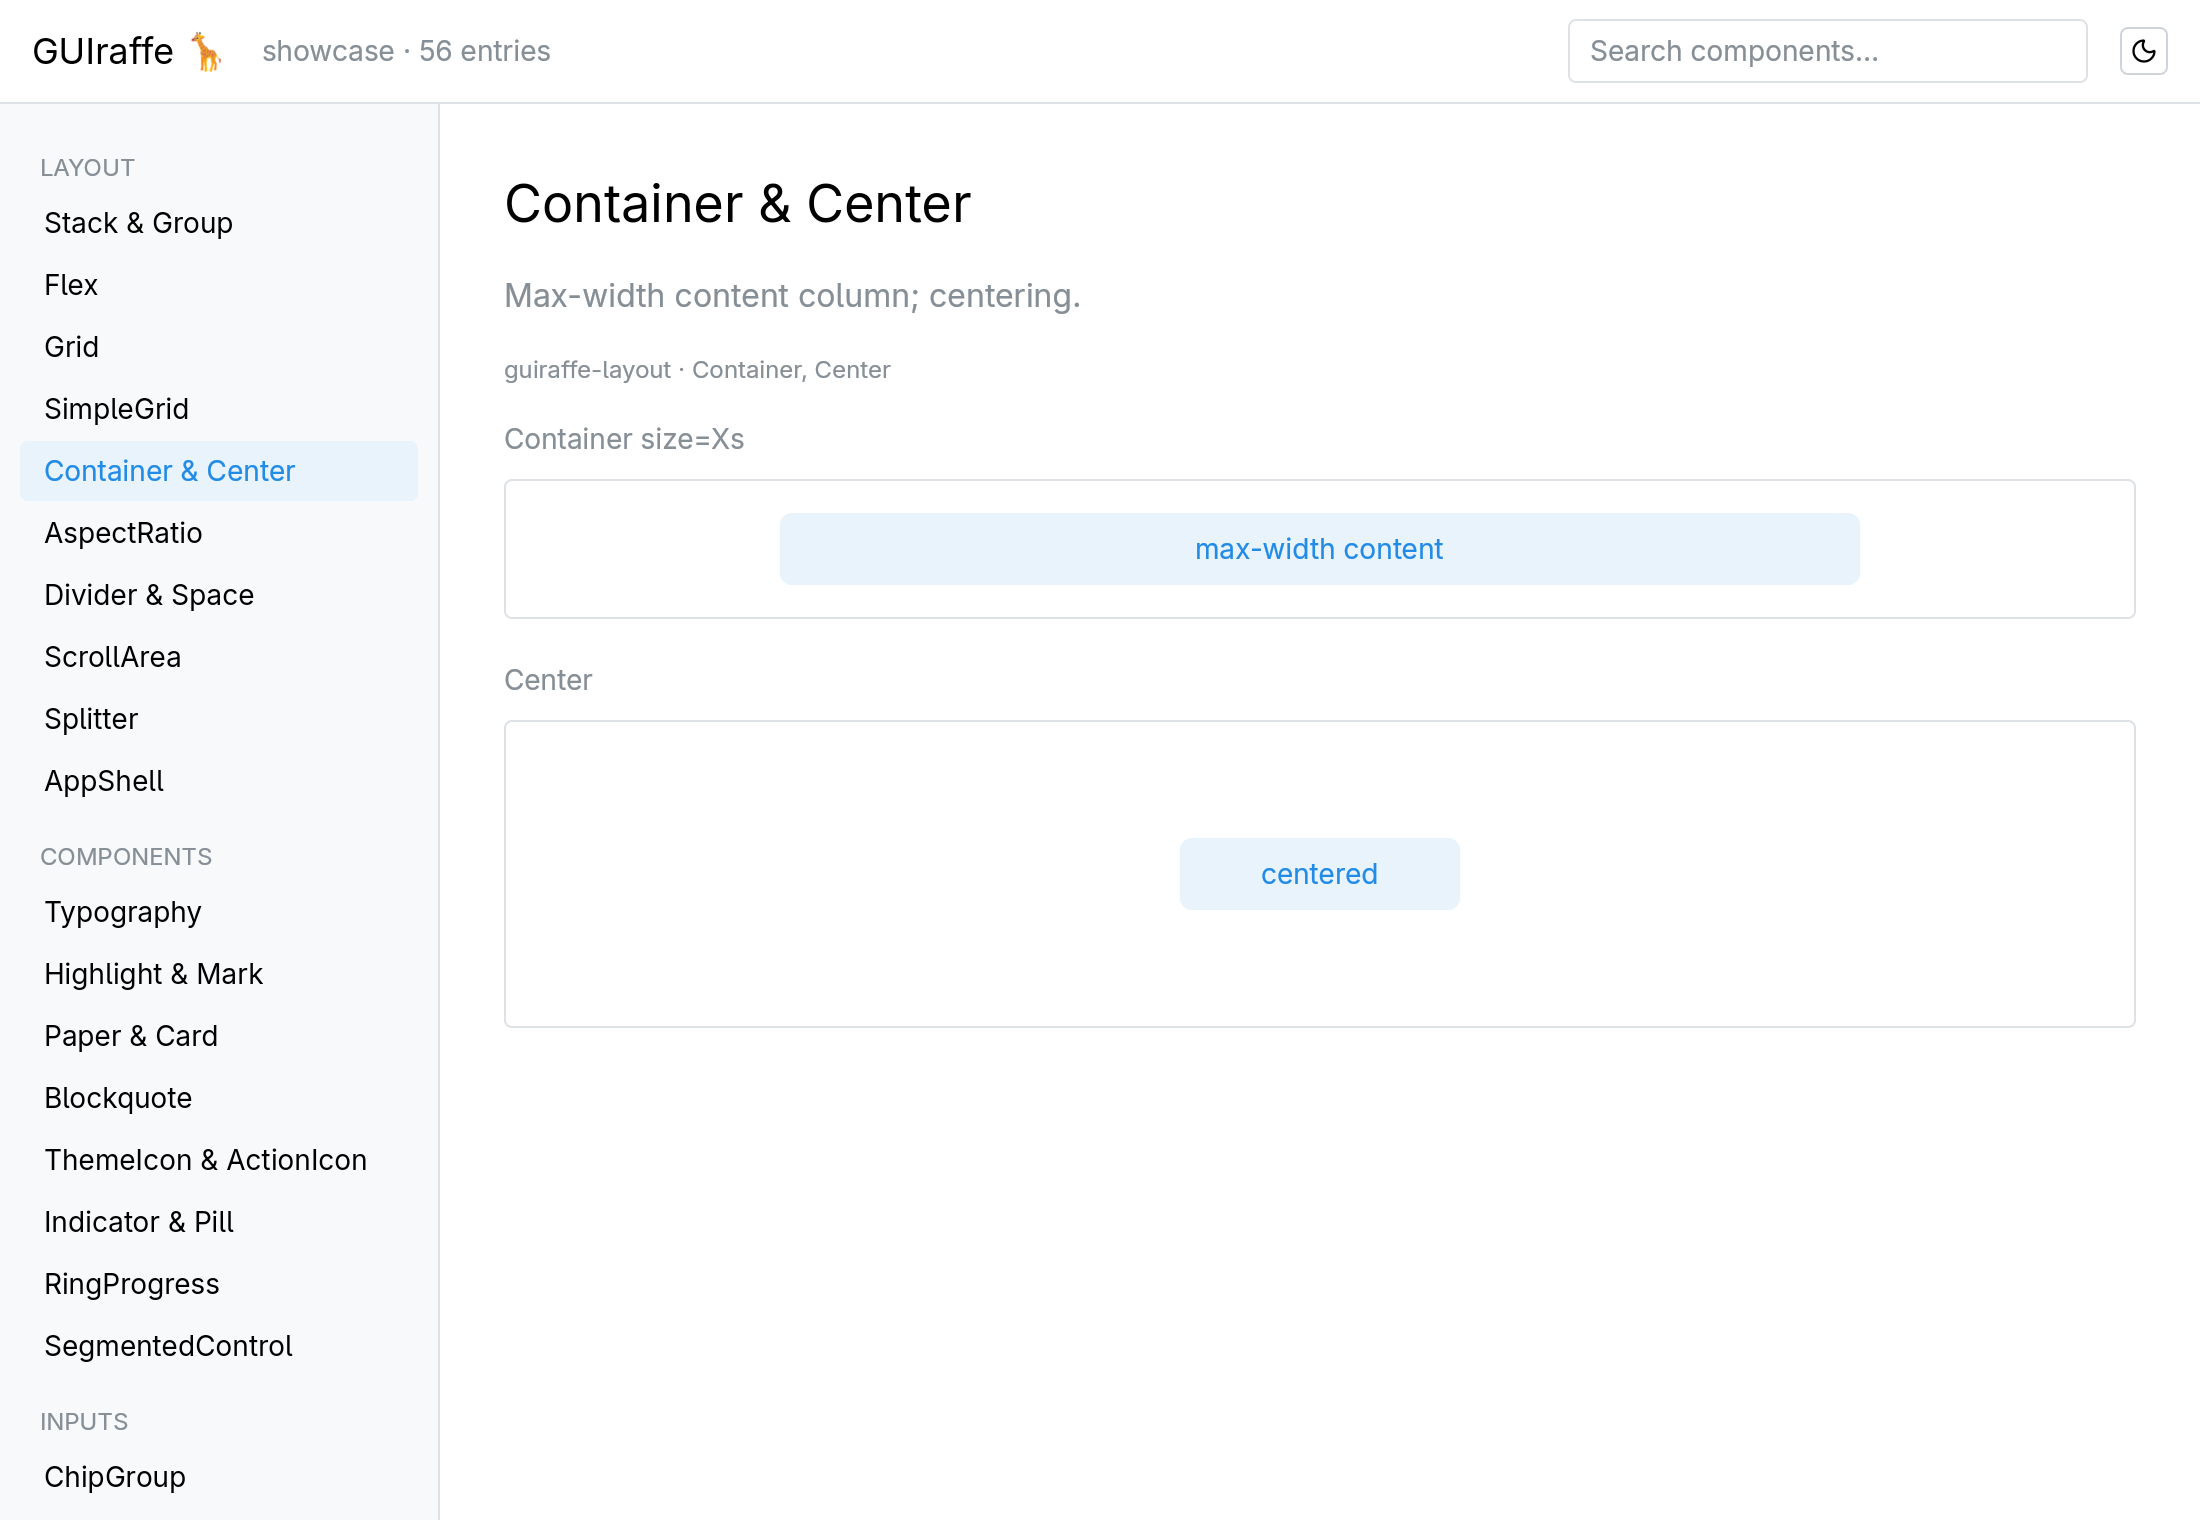 GUIraffe 🦒 showcase · 56 entries
Search components...
LAYOUT
Stack & Group
Flex
Grid
SimpleGrid
Container & Center
AspectRatio
Divider & Space
ScrollArea
Splitter
AppShell
COMPONENTS
Typography
Highlight & Mark
Paper & Card
Blockquote
ThemeIcon & ActionIcon
Indicator & Pill
RingProgress
SegmentedControl
INPUTS
ChipGroup
Container & Center
Max-width content column; centering.
guiraffe-layout · Container, Center
Container size=Xs
max-width content
Center
centered